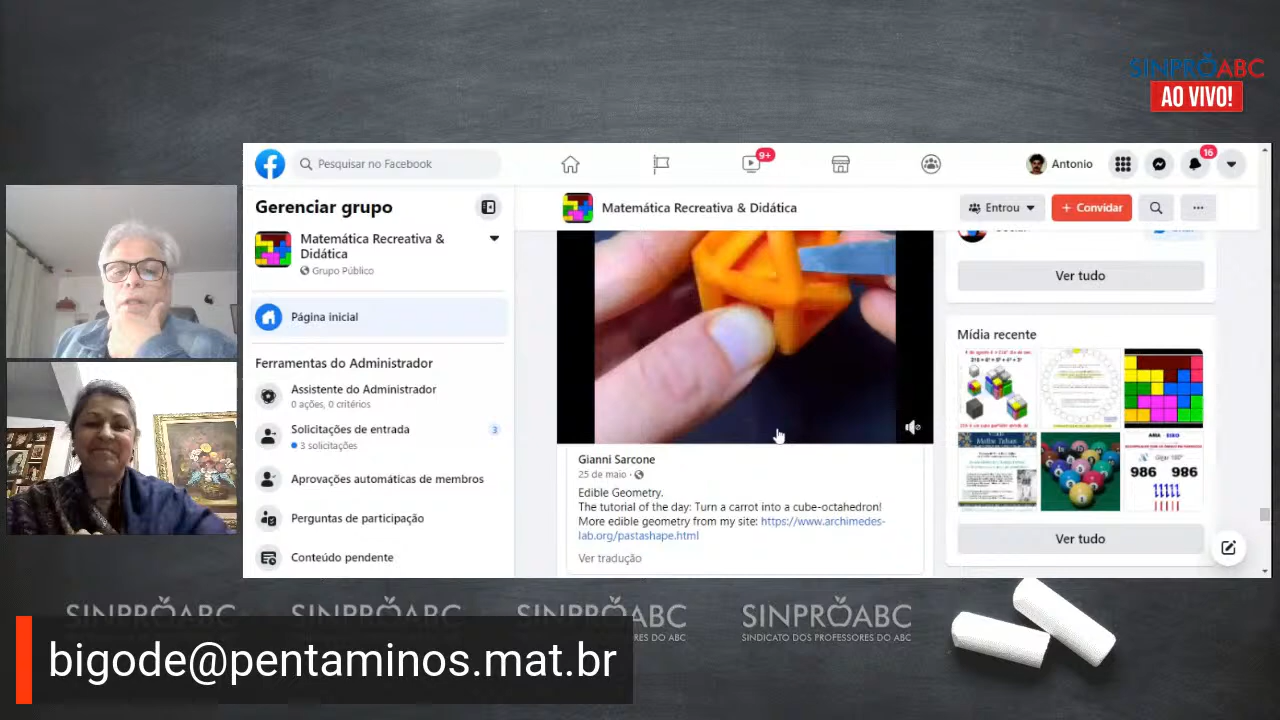 SINPROABC
AO VIVO!
Pesquisar no Facebook
9+
Antonio
16
Gerenciar grupo
Matemática Recreativa & Didática
Entrou
+ Convidar
Matemática Recreativa &
Didática
Grupo Público
Página inicial
Ferramentas do Administrador
Assistente do Administrador
0 ações, 0 critérios
Solicitações de entrada
3
3 solicitações
Aprovações automáticas de membros
Perguntas de participação
Conteúdo pendente
Gianni Sarcone
25 de maio
Edible Geometry.
The tutorial of the day: Turn a carrot into a cube-octahedron!
More edible geometry from my site: https://www.archimedes-
lab.org/pastashape.html
Ver tradução
Ver tudo
Mídia recente
986 986
Ver tudo
SINPROABC SINPROABC SINPROABC SINPROABC
RES DO ABC
SINDICATO DOS PROFESSORES DO ABC
bigode@pentaminos.mat.br